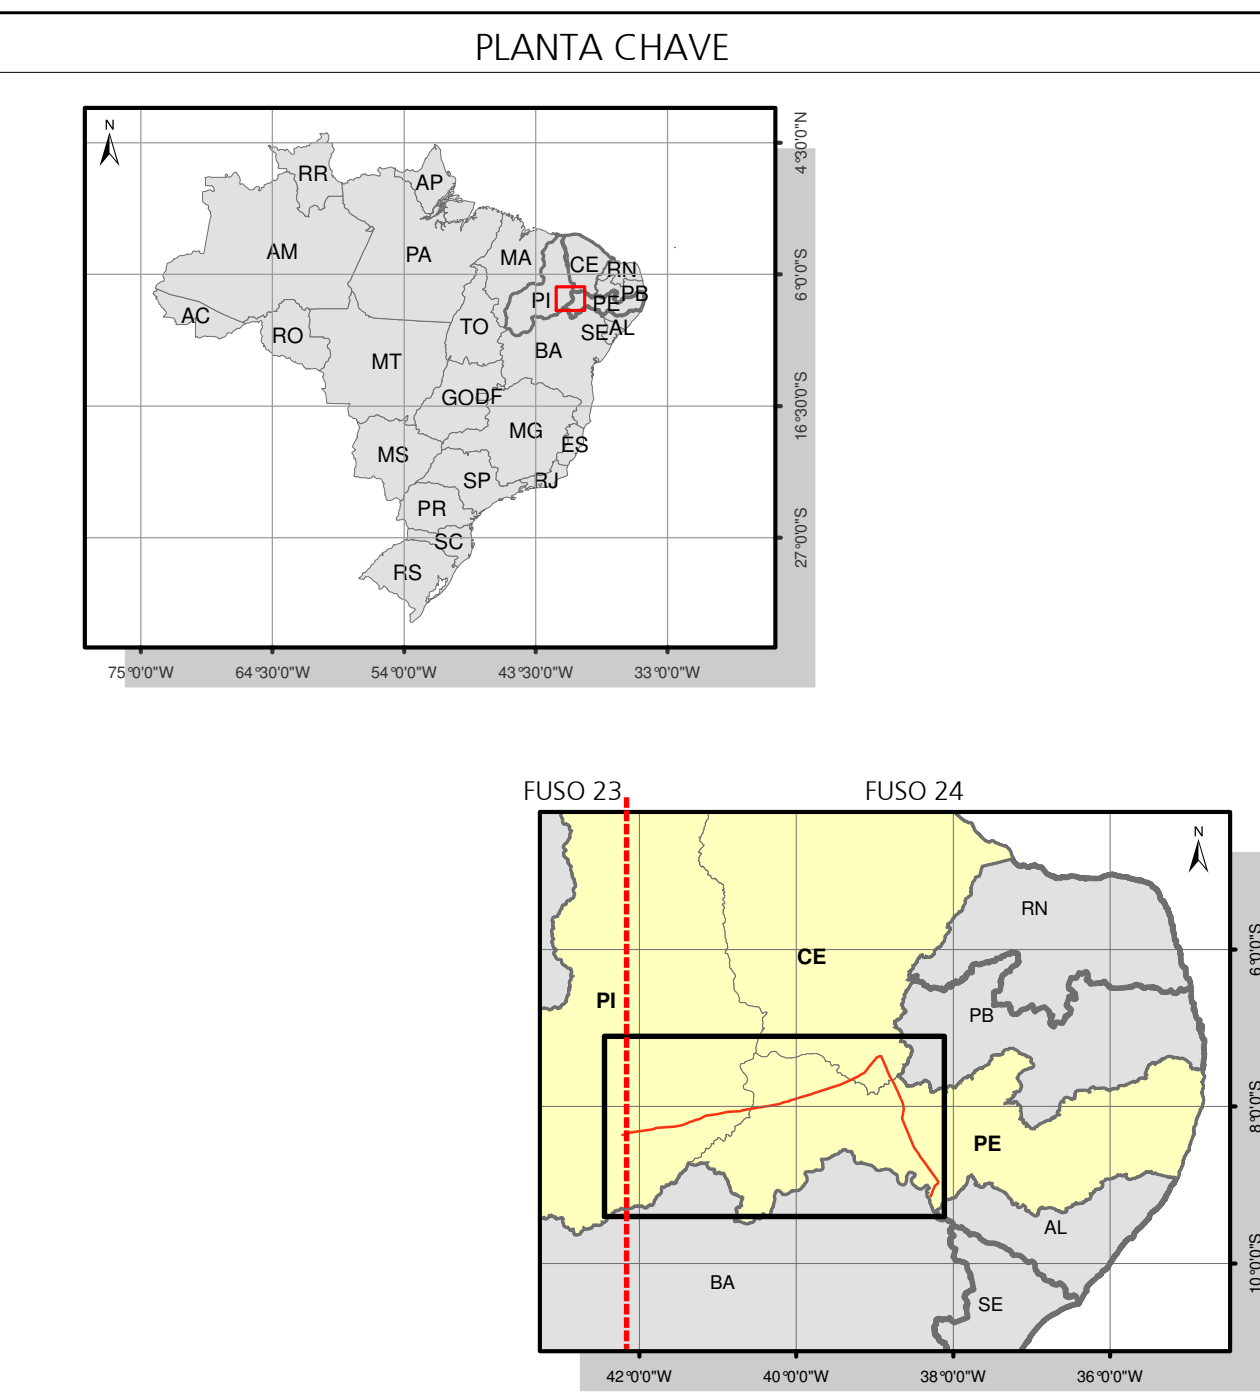 PLANTA CHAVE
N
4°30'0"N
RR
AP
AM
PA
MA
CE
RN
6°0'0"S
PI
PE
PB
AC
RO
TO
SE
AL
MT
BA
GO
DF
16°30'0"S
MG
MS
ES
SP
RJ
PR
SC
27°0'0"S
RS
75°0'0"W
64°30'0"W
54°0'0"W
43°30'0"W
33°0'0"W
FUSO 23
FUSO 24
N
RN
CE
6°0'0"S
PI
PB
8°0'0"S
PE
AL
10°0'0"S
BA
SE
42°0'0"W
40°0'0"W
38°0'0"W
36°0'0"W